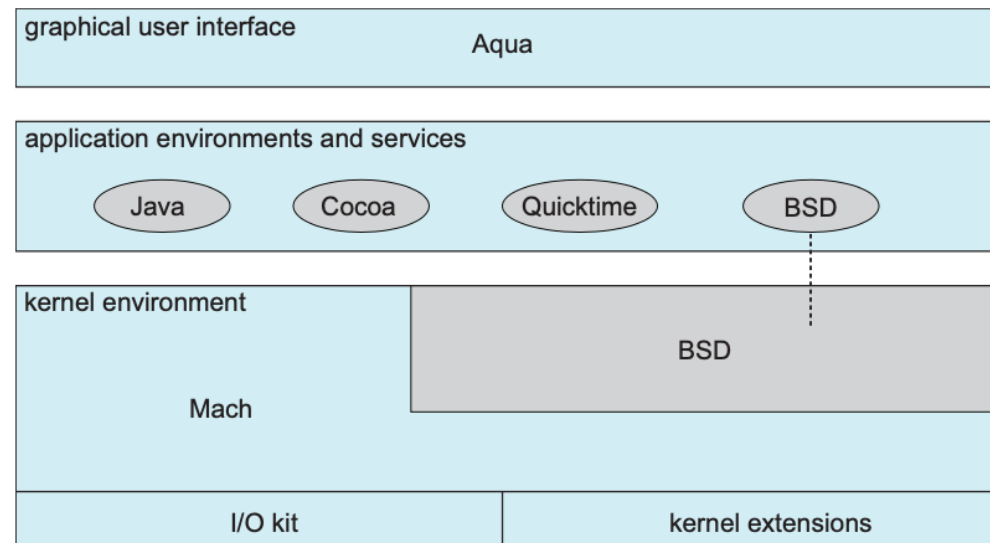 graphical user interface
Aqua
application environments and services
Java
Cocoa
Quicktime
BSD
kernel environment
BSD
Mach
I/O kit
kernel extensions